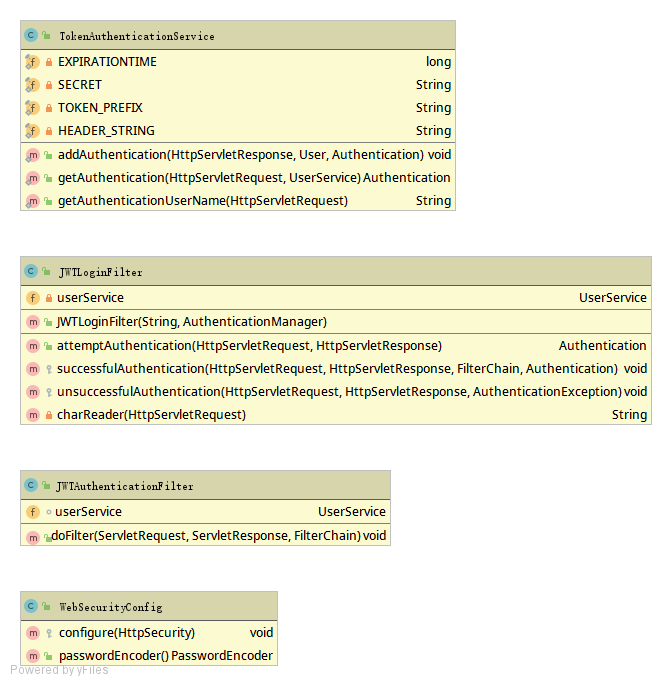 TokenAuthenticationService
EXPIRATIONTIME long
SECRET String
TOKEN_PREFIX String
HEADER_STRING String
addAuthentication(HttpServletResponse, User, Authentication) void
getAuthentication(HttpServletRequest, UserService) Authentication
getAuthenticationUserName(HttpServletRequest) String
JWTLoginFilter
userService UserService
JWTLoginFilter(String, AuthenticationManager)
attemptAuthentication(HttpServletRequest, HttpServletResponse) Authentication
successfulAuthentication(HttpServletRequest, HttpServletResponse, FilterChain, Authentication) void
unsuccessfulAuthentication(HttpServletRequest, HttpServletResponse, AuthenticationException) void
charReader(HttpServletRequest) String
JWTAuthenticationFilter
userService UserService
doFilter(ServletRequest, ServletResponse, FilterChain) void
WebSecurityConfig
configure(HttpSecurity) void
passwordEncoder() PasswordEncoder
Powered by yFiles